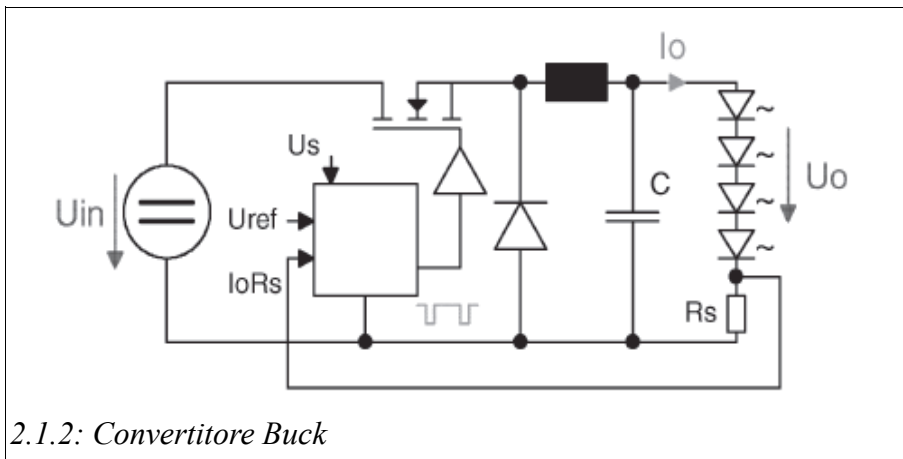 Io
Us
Uin
Uref
IoRs
C
Uo
Rs
~
~
~
~
2.1.2: Convertitore Buck